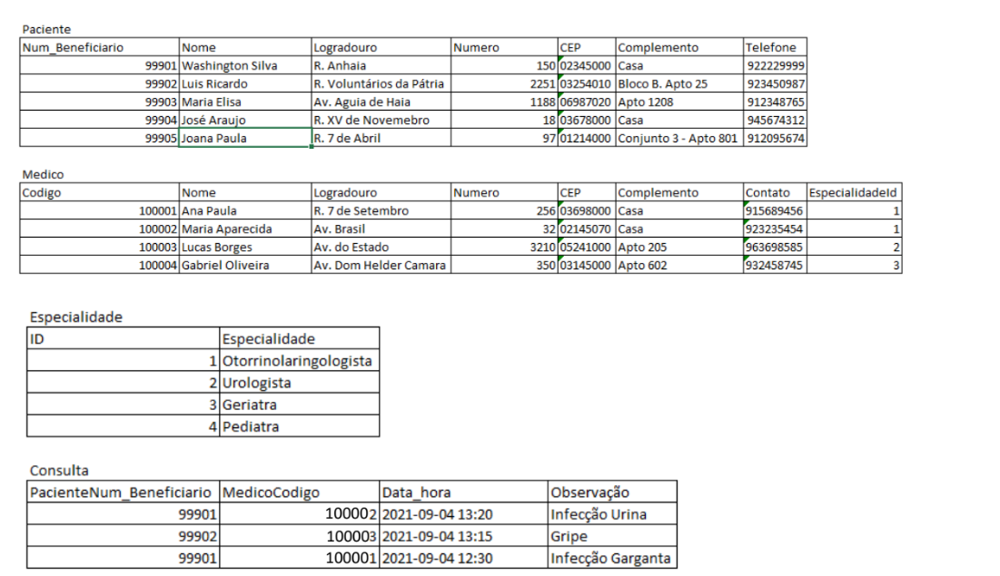 Paciente
Num_Beneficiario Nome Logradouro Numero CEP Complemento Telefone
99901 Washington Silva R. Anhaia 150 02345000 Casa 922229999
99902 Luis Ricardo R. Voluntários da Pátria 2251 03254010 Bloco B. Apto 25 923450987
99903 Maria Elisa Av. Aguia de Haia 1188 06987020 Apto 1208 912348765
99904 José Araujo R. XV de Novemebro 18 03678000 Casa 945674312
99905 Joana Paula R. 7 de Abril 97 01214000 Conjunto 3 - Apto 801 912095674
Medico
Codigo Nome Logradouro Numero CEP Complemento Contato EspecialidadeId
100001 Ana Paula R. 7 de Setembro 256 03698000 Casa 915689456 1
100002 Maria Aparecida Av. Brasil 32 02145070 Casa 923235454 1
100003 Lucas Borges Av. do Estado 3210 05241000 Apto 205 963698585 2
100004 Gabriel Oliveira Av. Dom Helder Camara 350 03145000 Apto 602 932458745 3
Especialidade
ID Especialidade
1 Otorrinolaringologista
2 Urologista
3 Geriatra
4 Pediatra
Consulta
PacienteNum_Beneficiario MedicoCodigo Data_hora Observação
99901 100002 2021-09-04 13:20 Infecção Urina
99902 100003 2021-09-04 13:15 Gripe
99901 100001 2021-09-04 12:30 Infecção Garganta